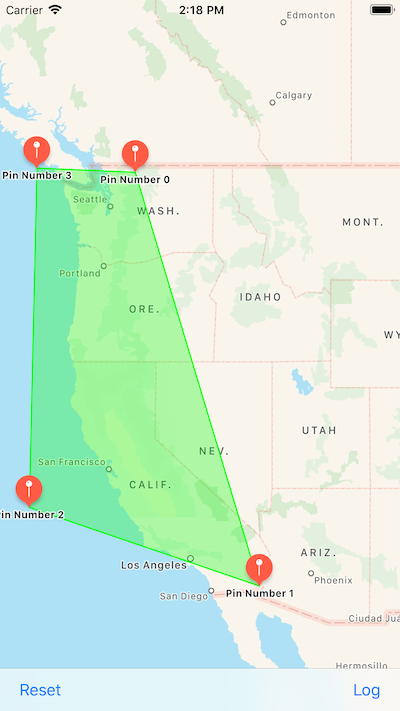 Carrier 2:18 PM
Edmonton
Calgary
Pin Number 3
Pin Number 0
Seattle
WASH.
MONT.
Portland
IDAHO
ORE.
WY
UTAH
NEV.
San Francisco
CALIF.
in Number 2
ARIZ.
Los Angeles
Phoenix
Pin Number 1
San Diego
Ciudad Juá
Hermosillo
Reset Log